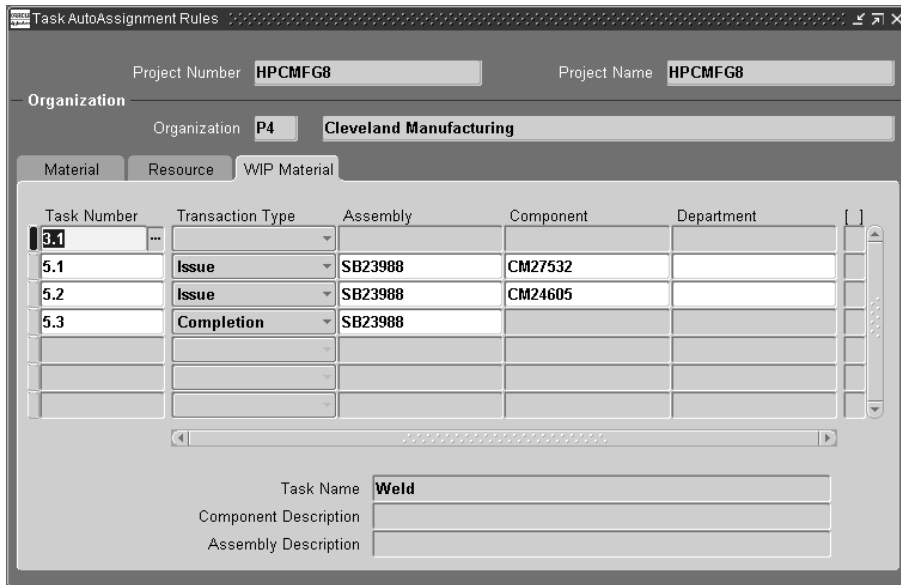 Task AutoAssignment Rules
Project Number HPCMFG8 Project Name HPCMFG8
Organization
Organization P4 Cleveland Manufacturing
Material Resource WIP Material
Task Number Transaction Type Assembly Component Department [ ]
3.1 ...
5.1 Issue SB23988 CM27532
5.2 Issue SB23988 CM24605
5.3 Completion SB23988
Task Name Weld
Component Description
Assembly Description